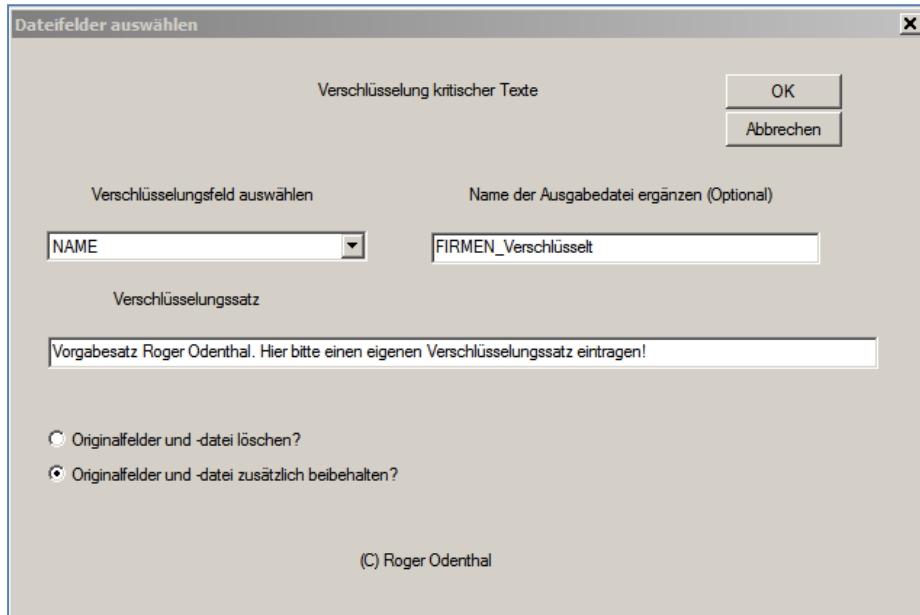 Dateifelder auswählen
Verschlüsselung kritischer Texte
OK
Abbrechen
Verschlüsselungsfeld auswählen
Name der Ausgabedatei ergänzen (Optional)
NAME
FIRMEN_Verschlüsselt
Verschlüsselungssatz
Vorgabesatz Roger Odenthal. Hier bitte einen eigenen Verschlüsselungssatz eintragen!
Originalfelder und -datei löschen?
Originalfelder und -datei zusätzlich beibehalten?
(C) Roger Odenthal